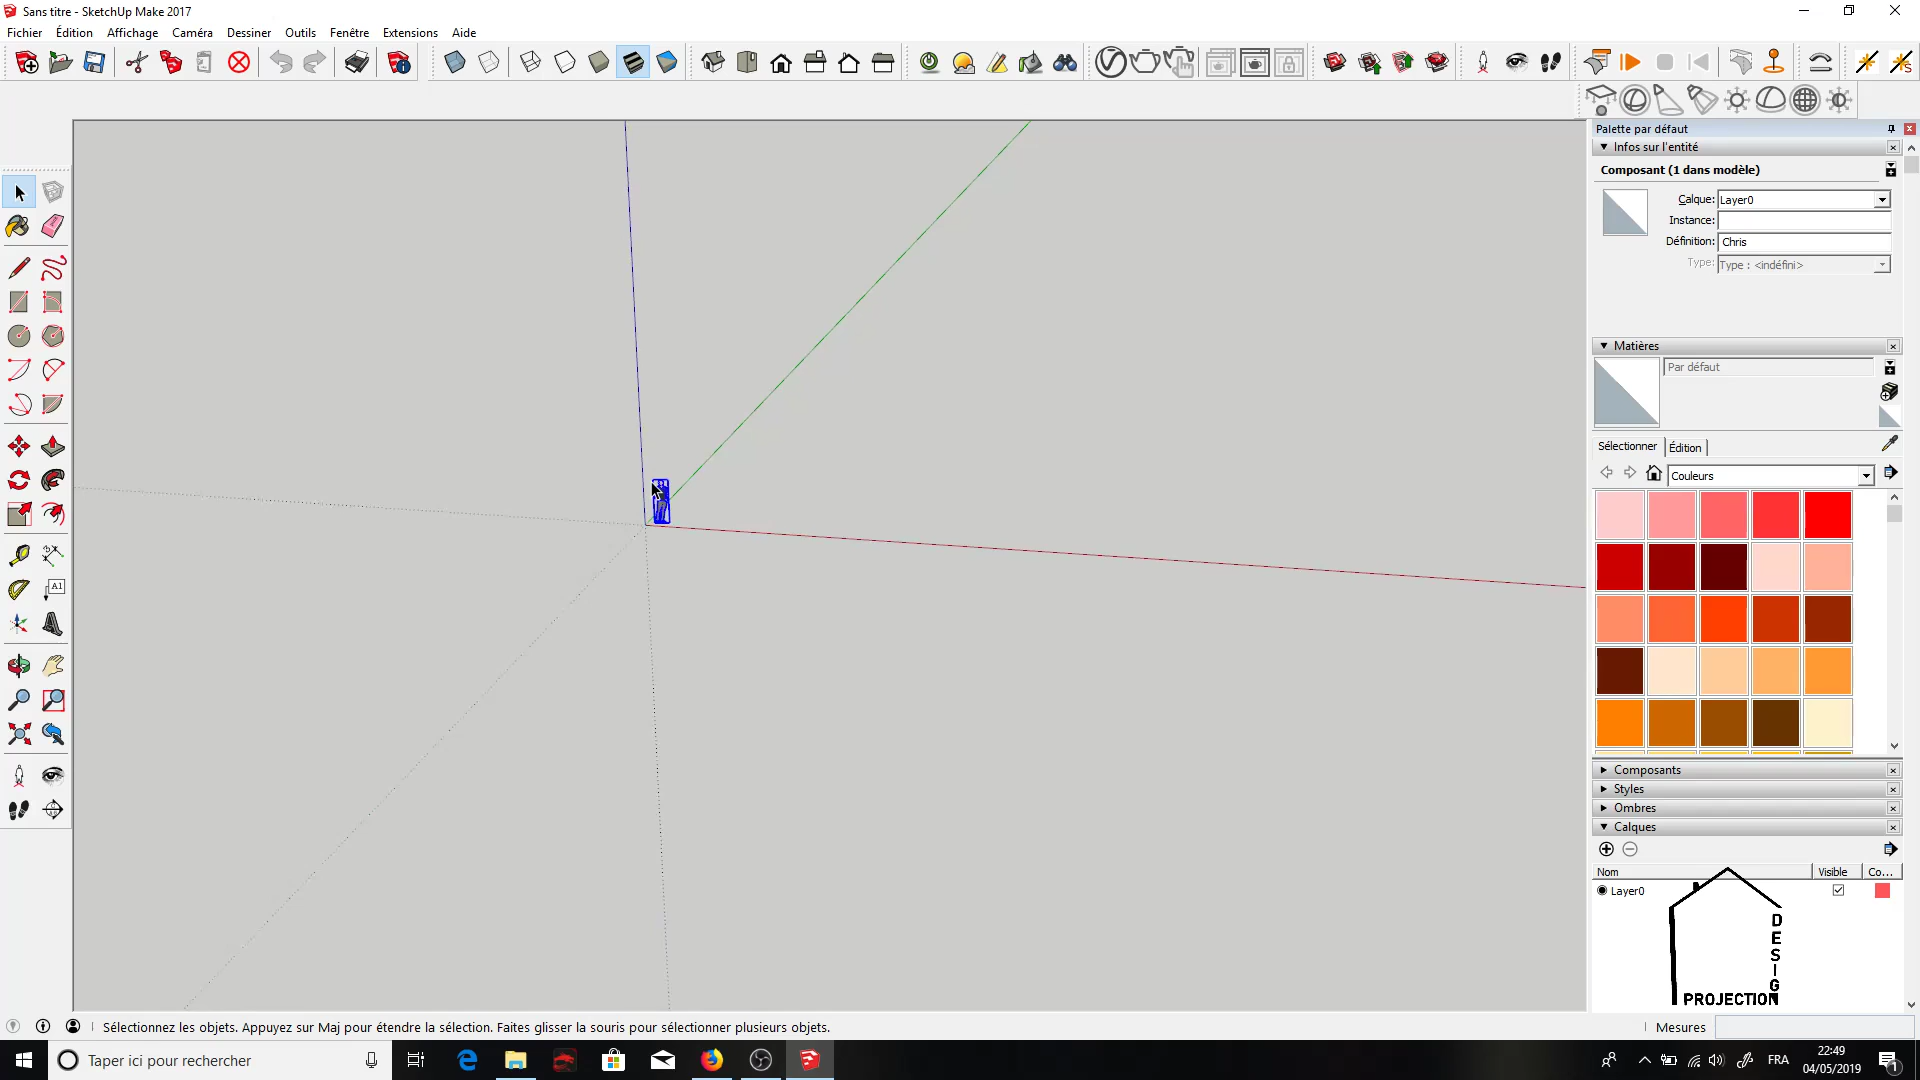 Sans titre - SketchUp Make 2017
Fichier Édition Affichage Caméra Dessiner Outils Fenêtre Extensions Aide
Palette par défaut
Infos sur l'entité
Composant (1 dans modèle)
Calque: Layer0
Instance:
Définition: Chris
Type: Type : <indéfini>
Matières
Par défaut
Sélectionner Édition
Couleurs
A1
Composants
Styles
Ombres
Calques
Nom Visible Co...
Layer0
DESIGN
PROJECTION
Sélectionnez les objets. Appuyez sur Maj pour étendre la sélection. Faites glisser la souris pour sélectionner plusieurs objets.
Mesures
Taper ici pour rechercher
FRA
22:49
04/05/2019
1